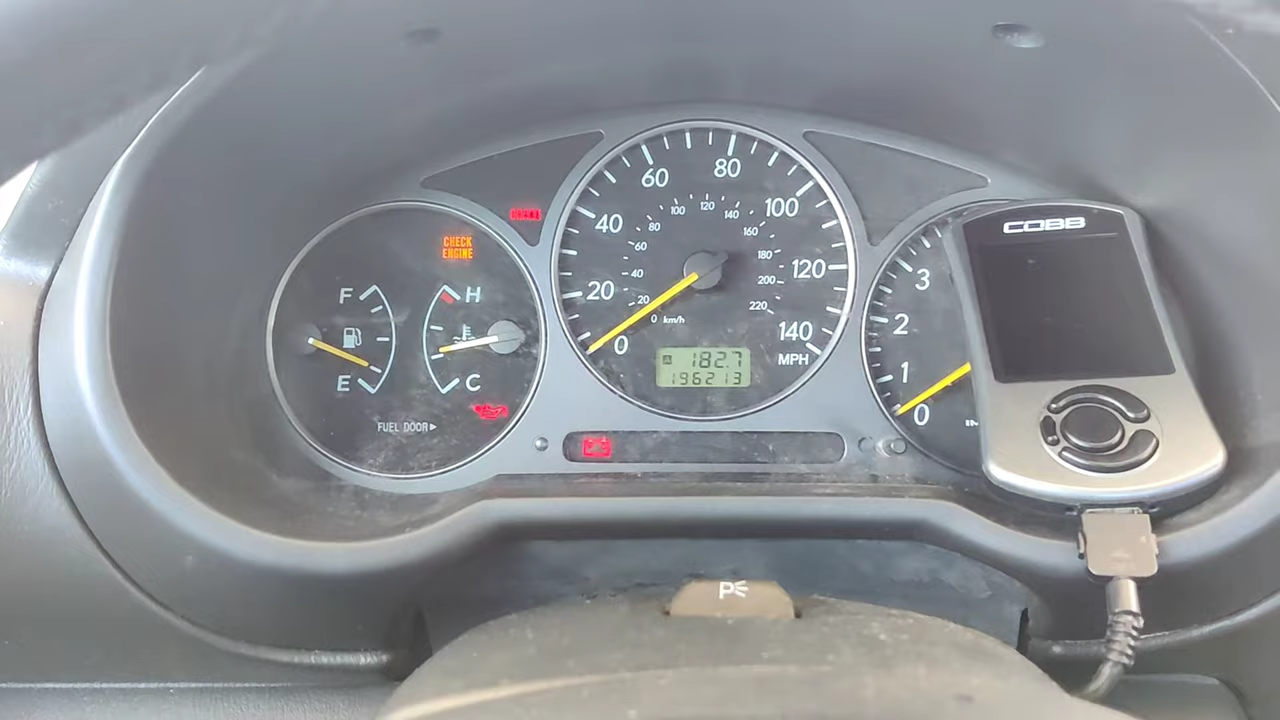 COBB
BRAKE
CHECK
ENGINE
F
H
E
C
FUEL DOOR
0
20
40
60
80
100
120
140
MPH
0 km/h
20
40
60
80
100
120
140
160
180
200
220
A 182.7
196213
3
2
1
0
P